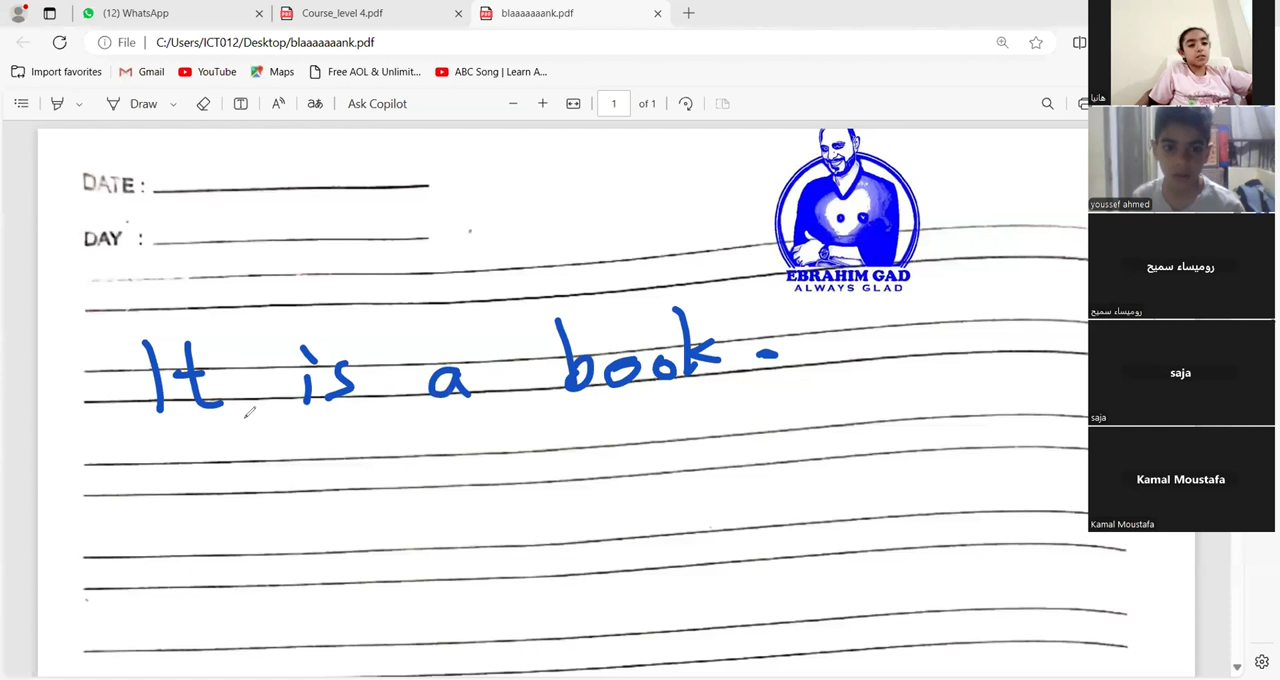 (12) WhatsApp
Course_level 4.pdf
blaaaaaaank.pdf
File
C:/Users/ICT012/Desktop/blaaaaaaank.pdf
Import favorites
Gmail
YouTube
Maps
Free AOL & Unlimit...
ABC Song | Learn A...
Draw
Ask Copilot
1 of 1
DATE :
DAY :
EBRAHIM GAD
ALWAYS GLAD
It is a book.
هانيا
youssef ahmed
روميساء سميح
روميساء سميح
saja
saja
Kamal Moustafa
Kamal Moustafa